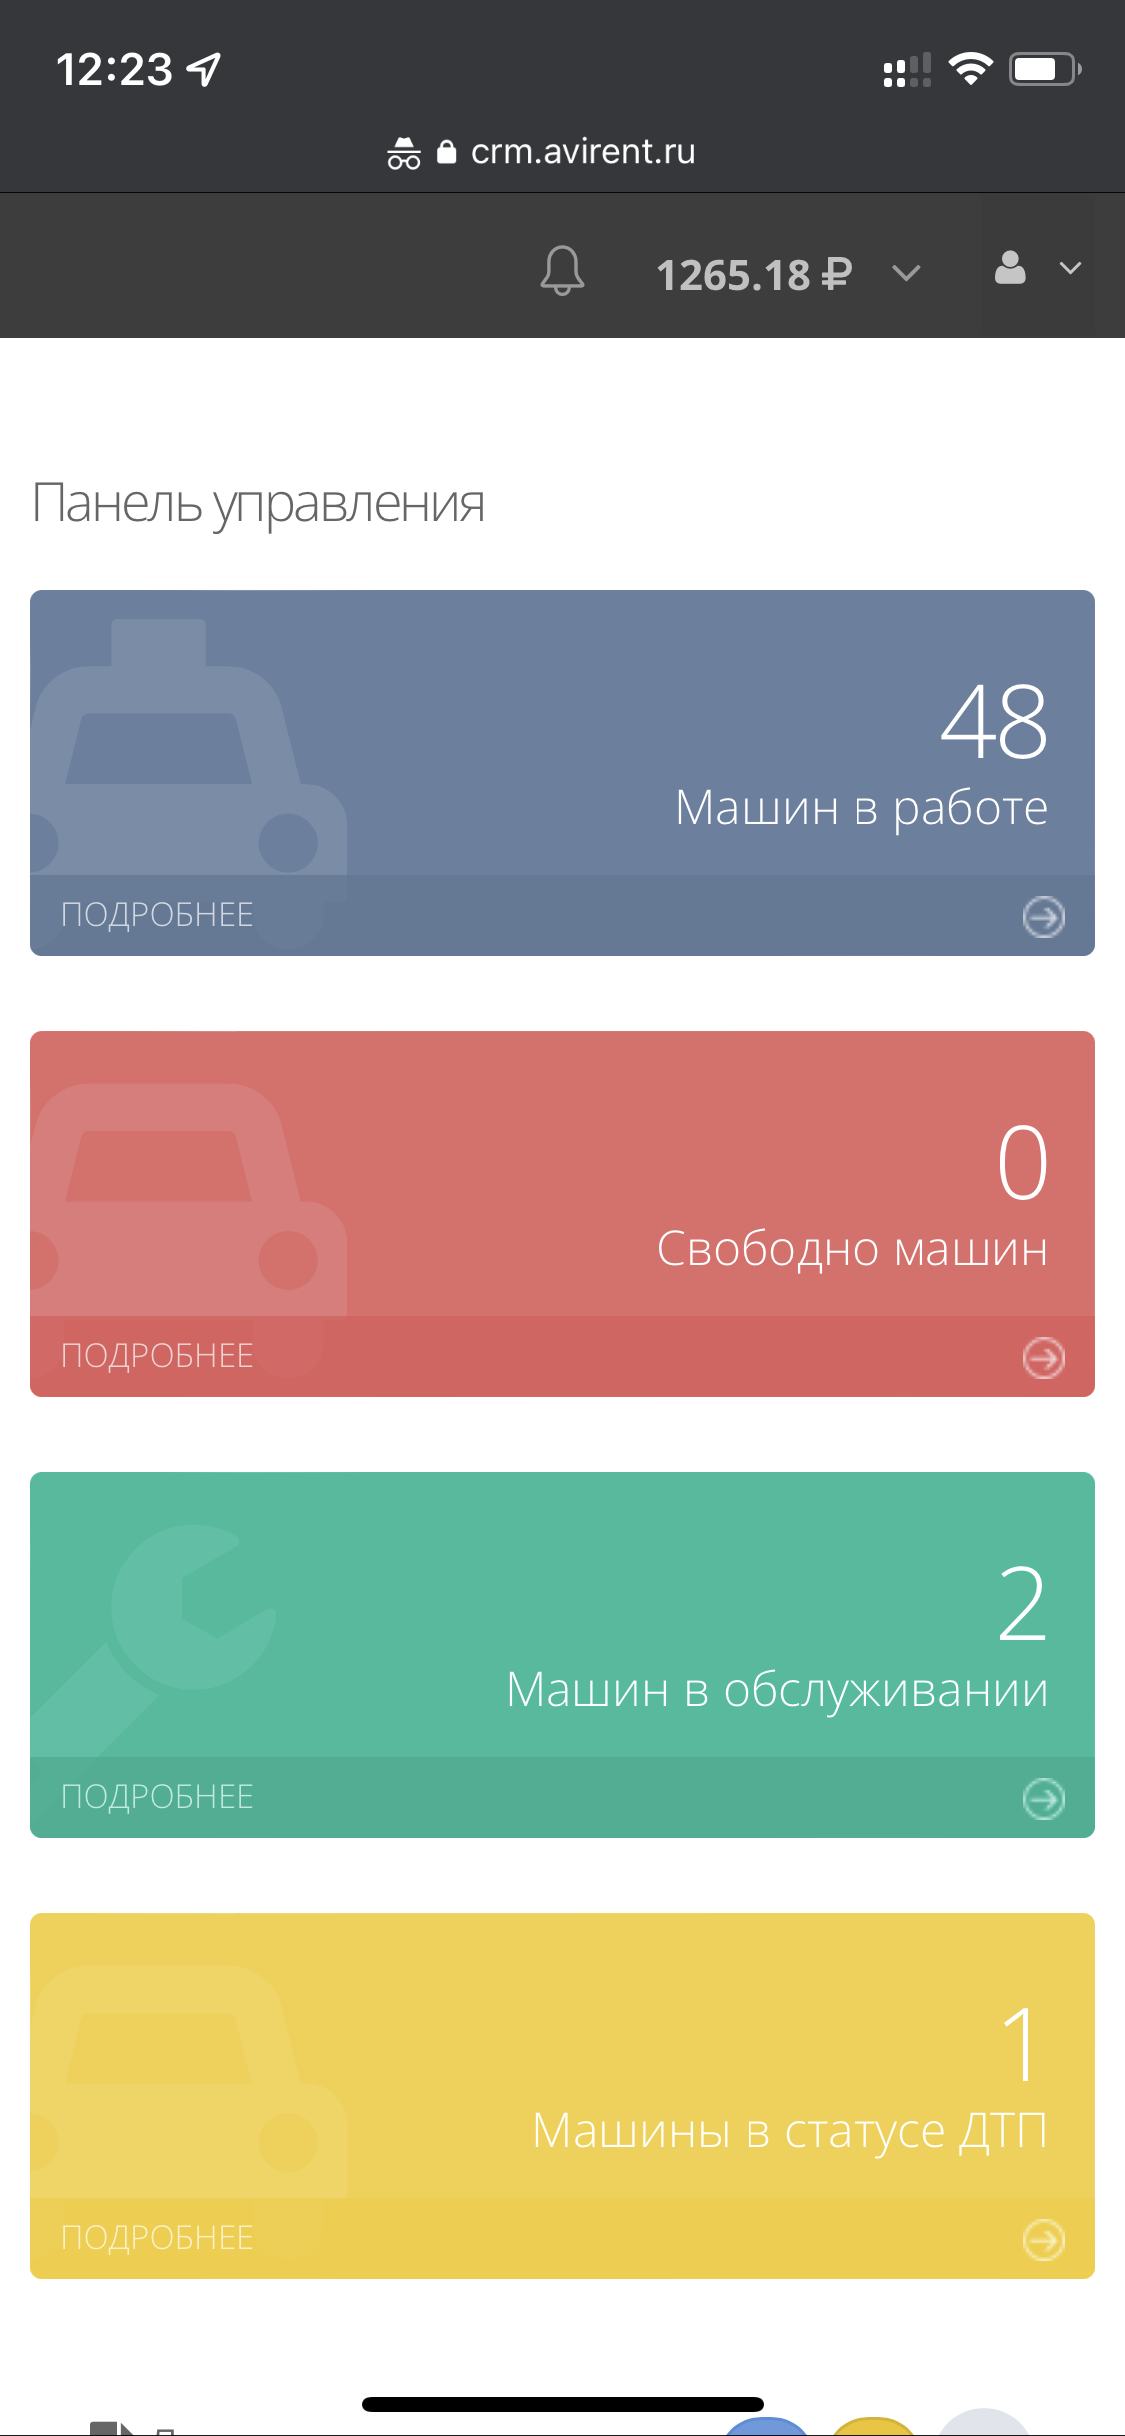 12:23
crm.avirent.ru
1265.18 ₽
Панель управления
48
Машин в работе
ПОДРОБНЕЕ
0
Свободно машин
ПОДРОБНЕЕ
2
Машин в обслуживании
ПОДРОБНЕЕ
1
Машины в статусе ДТП
ПОДРОБНЕЕ